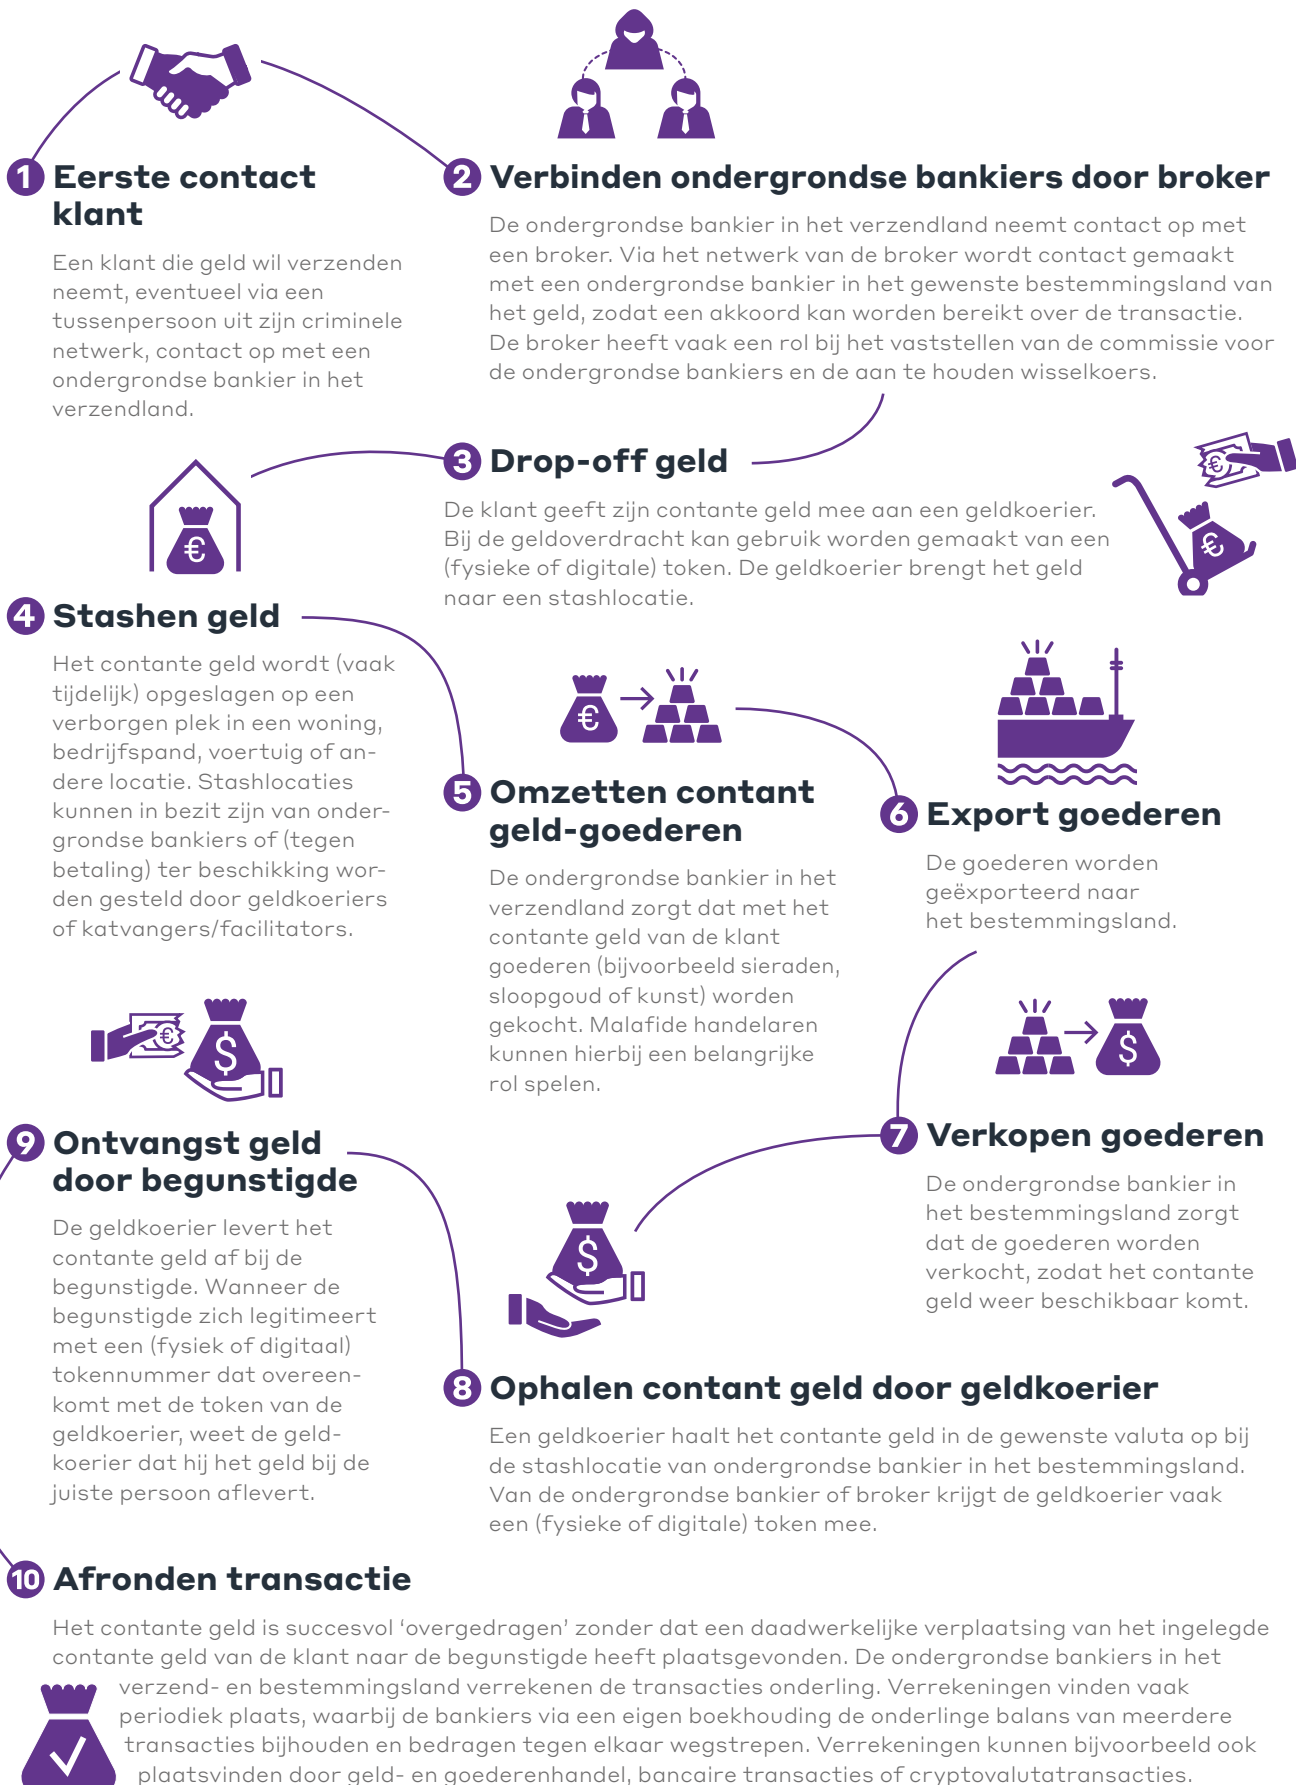 1 Eerste contact
klant
Een klant die geld wil verzenden
neemt, eventueel via een
tussenpersoon uit zijn criminele
netwerk, contact op met een
ondergrondse bankier in het
verzendland.
2 Verbinden ondergrondse bankiers door broker
De ondergrondse bankier in het verzendland neemt contact op met
een broker. Via het netwerk van de broker wordt contact gemaakt
met een ondergrondse bankier in het gewenste bestemmingsland van
het geld, zodat een akkoord kan worden bereikt over de transactie.
De broker heeft vaak een rol bij het vaststellen van de commissie voor
de ondergrondse bankiers en de aan te houden wisselkoers.
3 Drop-off geld
De klant geeft zijn contante geld mee aan een geldkoerier.
Bij de geldoverdracht kan gebruik worden gemaakt van een
(fysieke of digitale) token. De geldkoerier brengt het geld
naar een stashlocatie.
€
€
€
4 Stashen geld
Het contante geld wordt (vaak
tijdelijk) opgeslagen op een
verborgen plek in een woning,
bedrijfspand, voertuig of an-
dere locatie. Stashlocaties
kunnen in bezit zijn van onder-
grondse bankiers of (tegen
betaling) ter beschikking wor-
den gesteld door geldkoeriers
of katvangers/facilitators.
€
5 Omzetten contant
geld-goederen
De ondergrondse bankier in het
verzendland zorgt dat met het
contante geld van de klant
goederen (bijvoorbeeld sieraden,
sloopgoud of kunst) worden
gekocht. Malafide handelaren
kunnen hierbij een belangrijke
rol spelen.
6 Export goederen
De goederen worden
geëxporteerd naar
het bestemmingsland.
$
7 Verkopen goederen
De ondergrondse bankier in
het bestemmingsland zorgt
dat de goederen worden
verkocht, zodat het contante
geld weer beschikbaar komt.
$
8 Ophalen contant geld door geldkoerier
Een geldkoerier haalt het contante geld in de gewenste valuta op bij
de stashlocatie van ondergrondse bankier in het bestemmingsland.
Van de ondergrondse bankier of broker krijgt de geldkoerier vaak
een (fysieke of digitale) token mee.
€ $
9 Ontvangst geld
door begunstigde
De geldkoerier levert het
contante geld af bij de
begunstigde. Wanneer de
begunstigde zich legitimeert
met een (fysiek of digitaal)
tokennummer dat overeen-
komt met de token van de
geldkoerier, weet de geld-
koerier dat hij het geld bij de
juiste persoon aflevert.
10 Afronden transactie
Het contante geld is succesvol ‘overgedragen’ zonder dat een daadwerkelijke verplaatsing van het ingelegde
contante geld van de klant naar de begunstigde heeft plaatsgevonden. De ondergrondse bankiers in het
verzend- en bestemmingsland verrekenen de transacties onderling. Verrekeningen vinden vaak
periodiek plaats, waarbij de bankiers via een eigen boekhouding de onderlinge balans van meerdere
transacties bijhouden en bedragen tegen elkaar wegstrepen. Verrekeningen kunnen bijvoorbeeld ook
plaatsvinden door geld- en goederenhandel, bancaire transacties of cryptovalutatransacties.